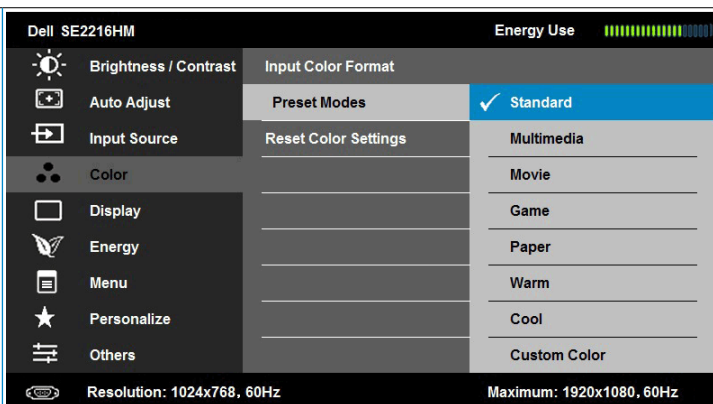 Dell SE2216HM Energy Use
Brightness / Contrast Input Color Format
Auto Adjust Preset Modes Standard
Input Source Reset Color Settings Multimedia
Color Movie
Display Game
Energy Paper
Menu Warm
Personalize Cool
Others Custom Color
Resolution: 1024x768, 60Hz Maximum: 1920x1080, 60Hz